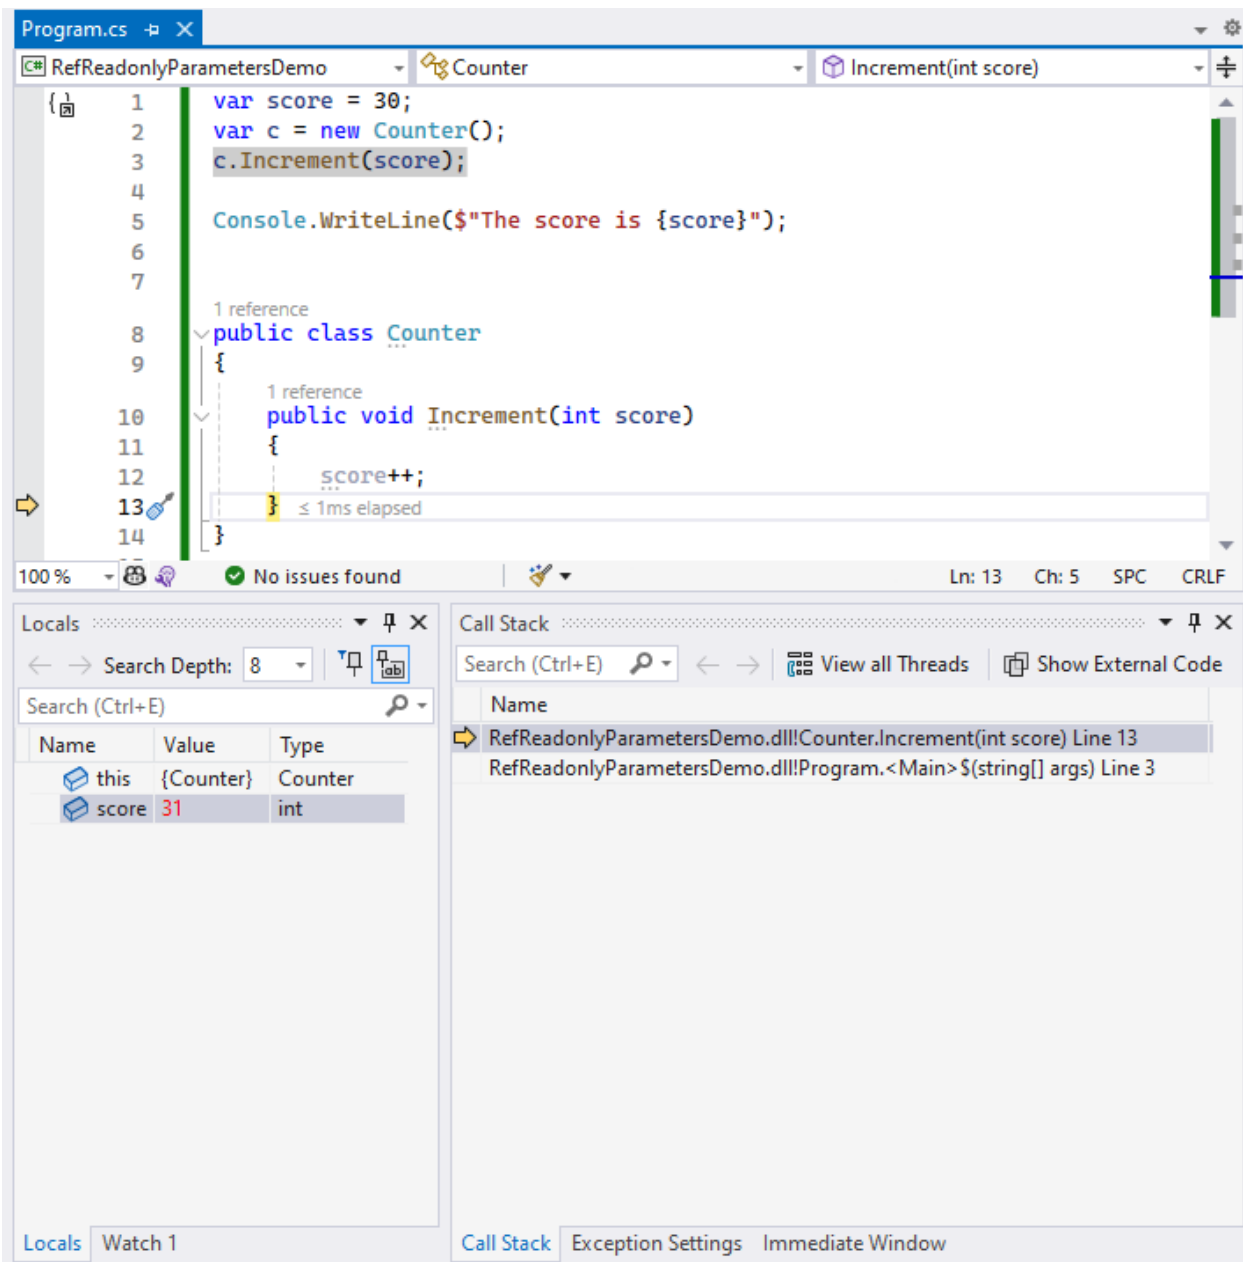 Program.cs
RefReadonlyParametersDemo Counter Increment(int score)
1 var score = 30;
2 var c = new Counter();
3 c.Increment(score);
4
5 Console.WriteLine($"The score is {score}");
6
7
1 reference
8 public class Counter
9 {
1 reference
10 public void Increment(int score)
11 {
12 score++;
13 } ≤ 1ms elapsed
14 }
100 % No issues found Ln: 13 Ch: 5 SPC CRLF
Locals
Search Depth: 8
Search (Ctrl+E)
Name Value Type
this {Counter} Counter
score 31 int
Locals Watch 1
Call Stack
Search (Ctrl+E) View all Threads Show External Code
Name
RefReadonlyParametersDemo.dll!Counter.Increment(int score) Line 13
RefReadonlyParametersDemo.dll!Program.<Main>$(string[] args) Line 3
Call Stack Exception Settings Immediate Window